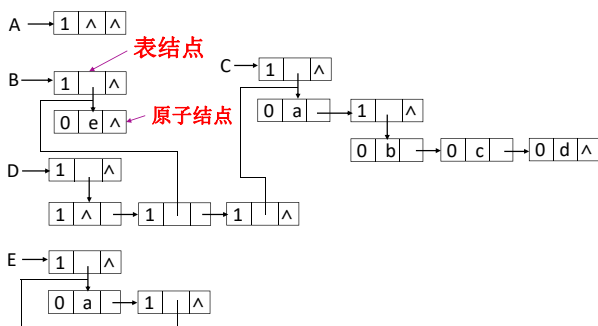 A 1 ∧ ∧
表结点
B 1 ∧
C 1 ∧
0 e ∧
原子结点
0 a 1 ∧
0 b 0 c 0 d ∧
D 1 ∧
1 ∧ 1 1 ∧
E 1 ∧
0 a 1 ∧